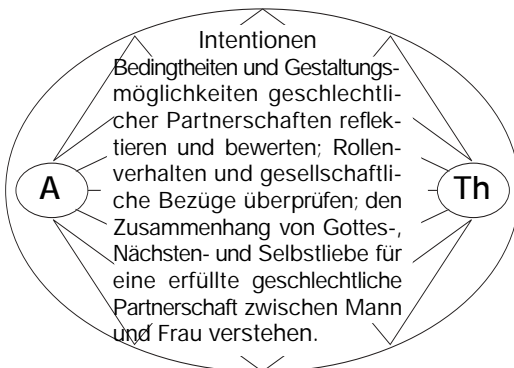 Intentionen
Bedingtheiten und Gestaltungs-
möglichkeiten geschlechtli-
cher Partnerschaften reflek-
tieren und bewerten; Rollen-
verhalten und gesellschaftli-
A
che Bezüge überprüfen; den
Th
Zusammenhang von Gottes-,
Nächsten- und Selbstliebe für
eine erfüllte geschlechtliche
Partnerschaft zwischen Mann
und Frau verstehen.